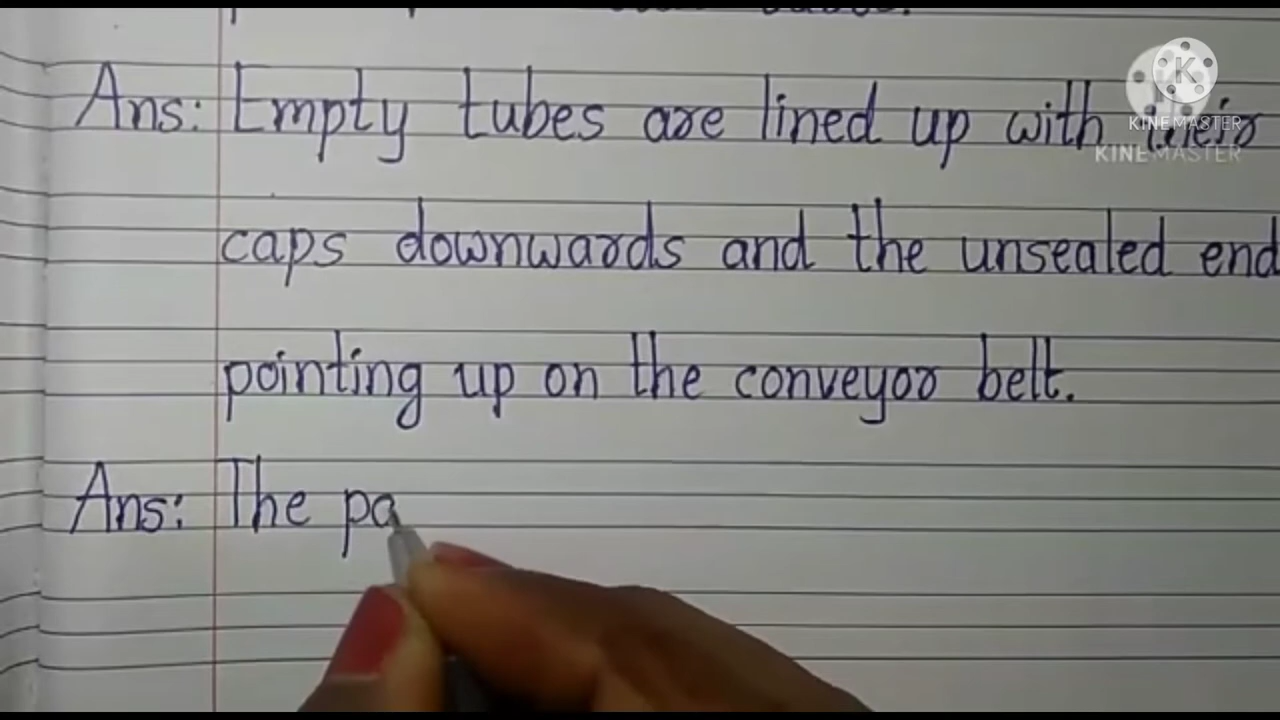 Ans: Empty tubes are lined up with their
caps downwards and the unsealed end
pointing up on the conveyor belt.
Ans: The pa
KINEMASTER
KINEMASTER